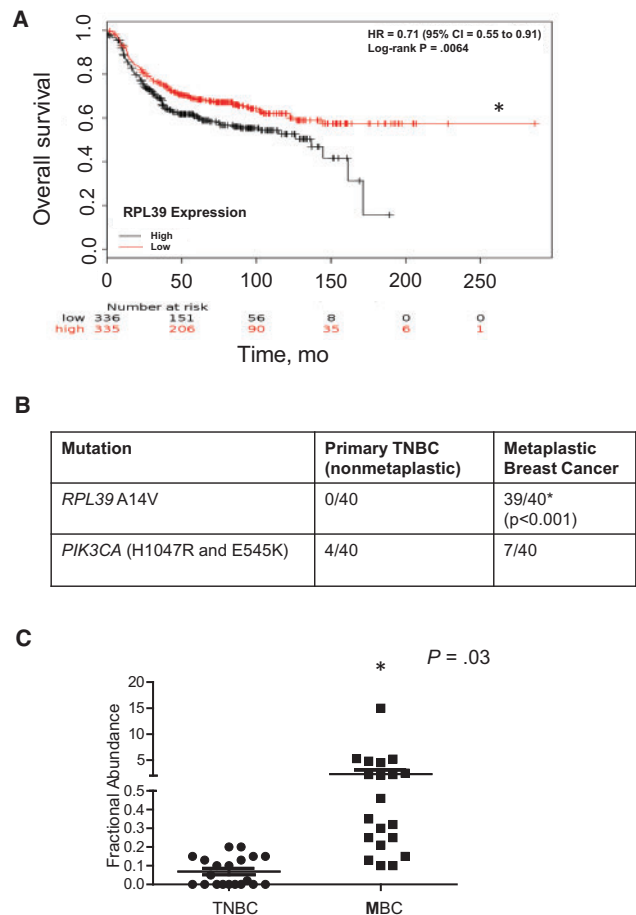 A
HR = 0.71 (95% CI = 0.55 to 0.91)
Log-rank P = .0064
*
Overall survival
1.0
0.8
0.6
0.4
0.2
0.0
RPL39 Expression
High
Low
0 50 100 150 200 250
Number at risk
low 336 151 56 8 0 0
high 335 206 90 35 6 1
Time, mo
B
Mutation Primary TNBC (nonmetaplastic) Metaplastic Breast Cancer
RPL39 A14V 0/40 39/40* (p<0.001)
PIK3CA (H1047R and E545K) 4/40 7/40
C
* P = .03
Fractional Abundance
20
15
10
5
0.5
0.4
0.3
0.2
0.1
0.0
TNBC MBC